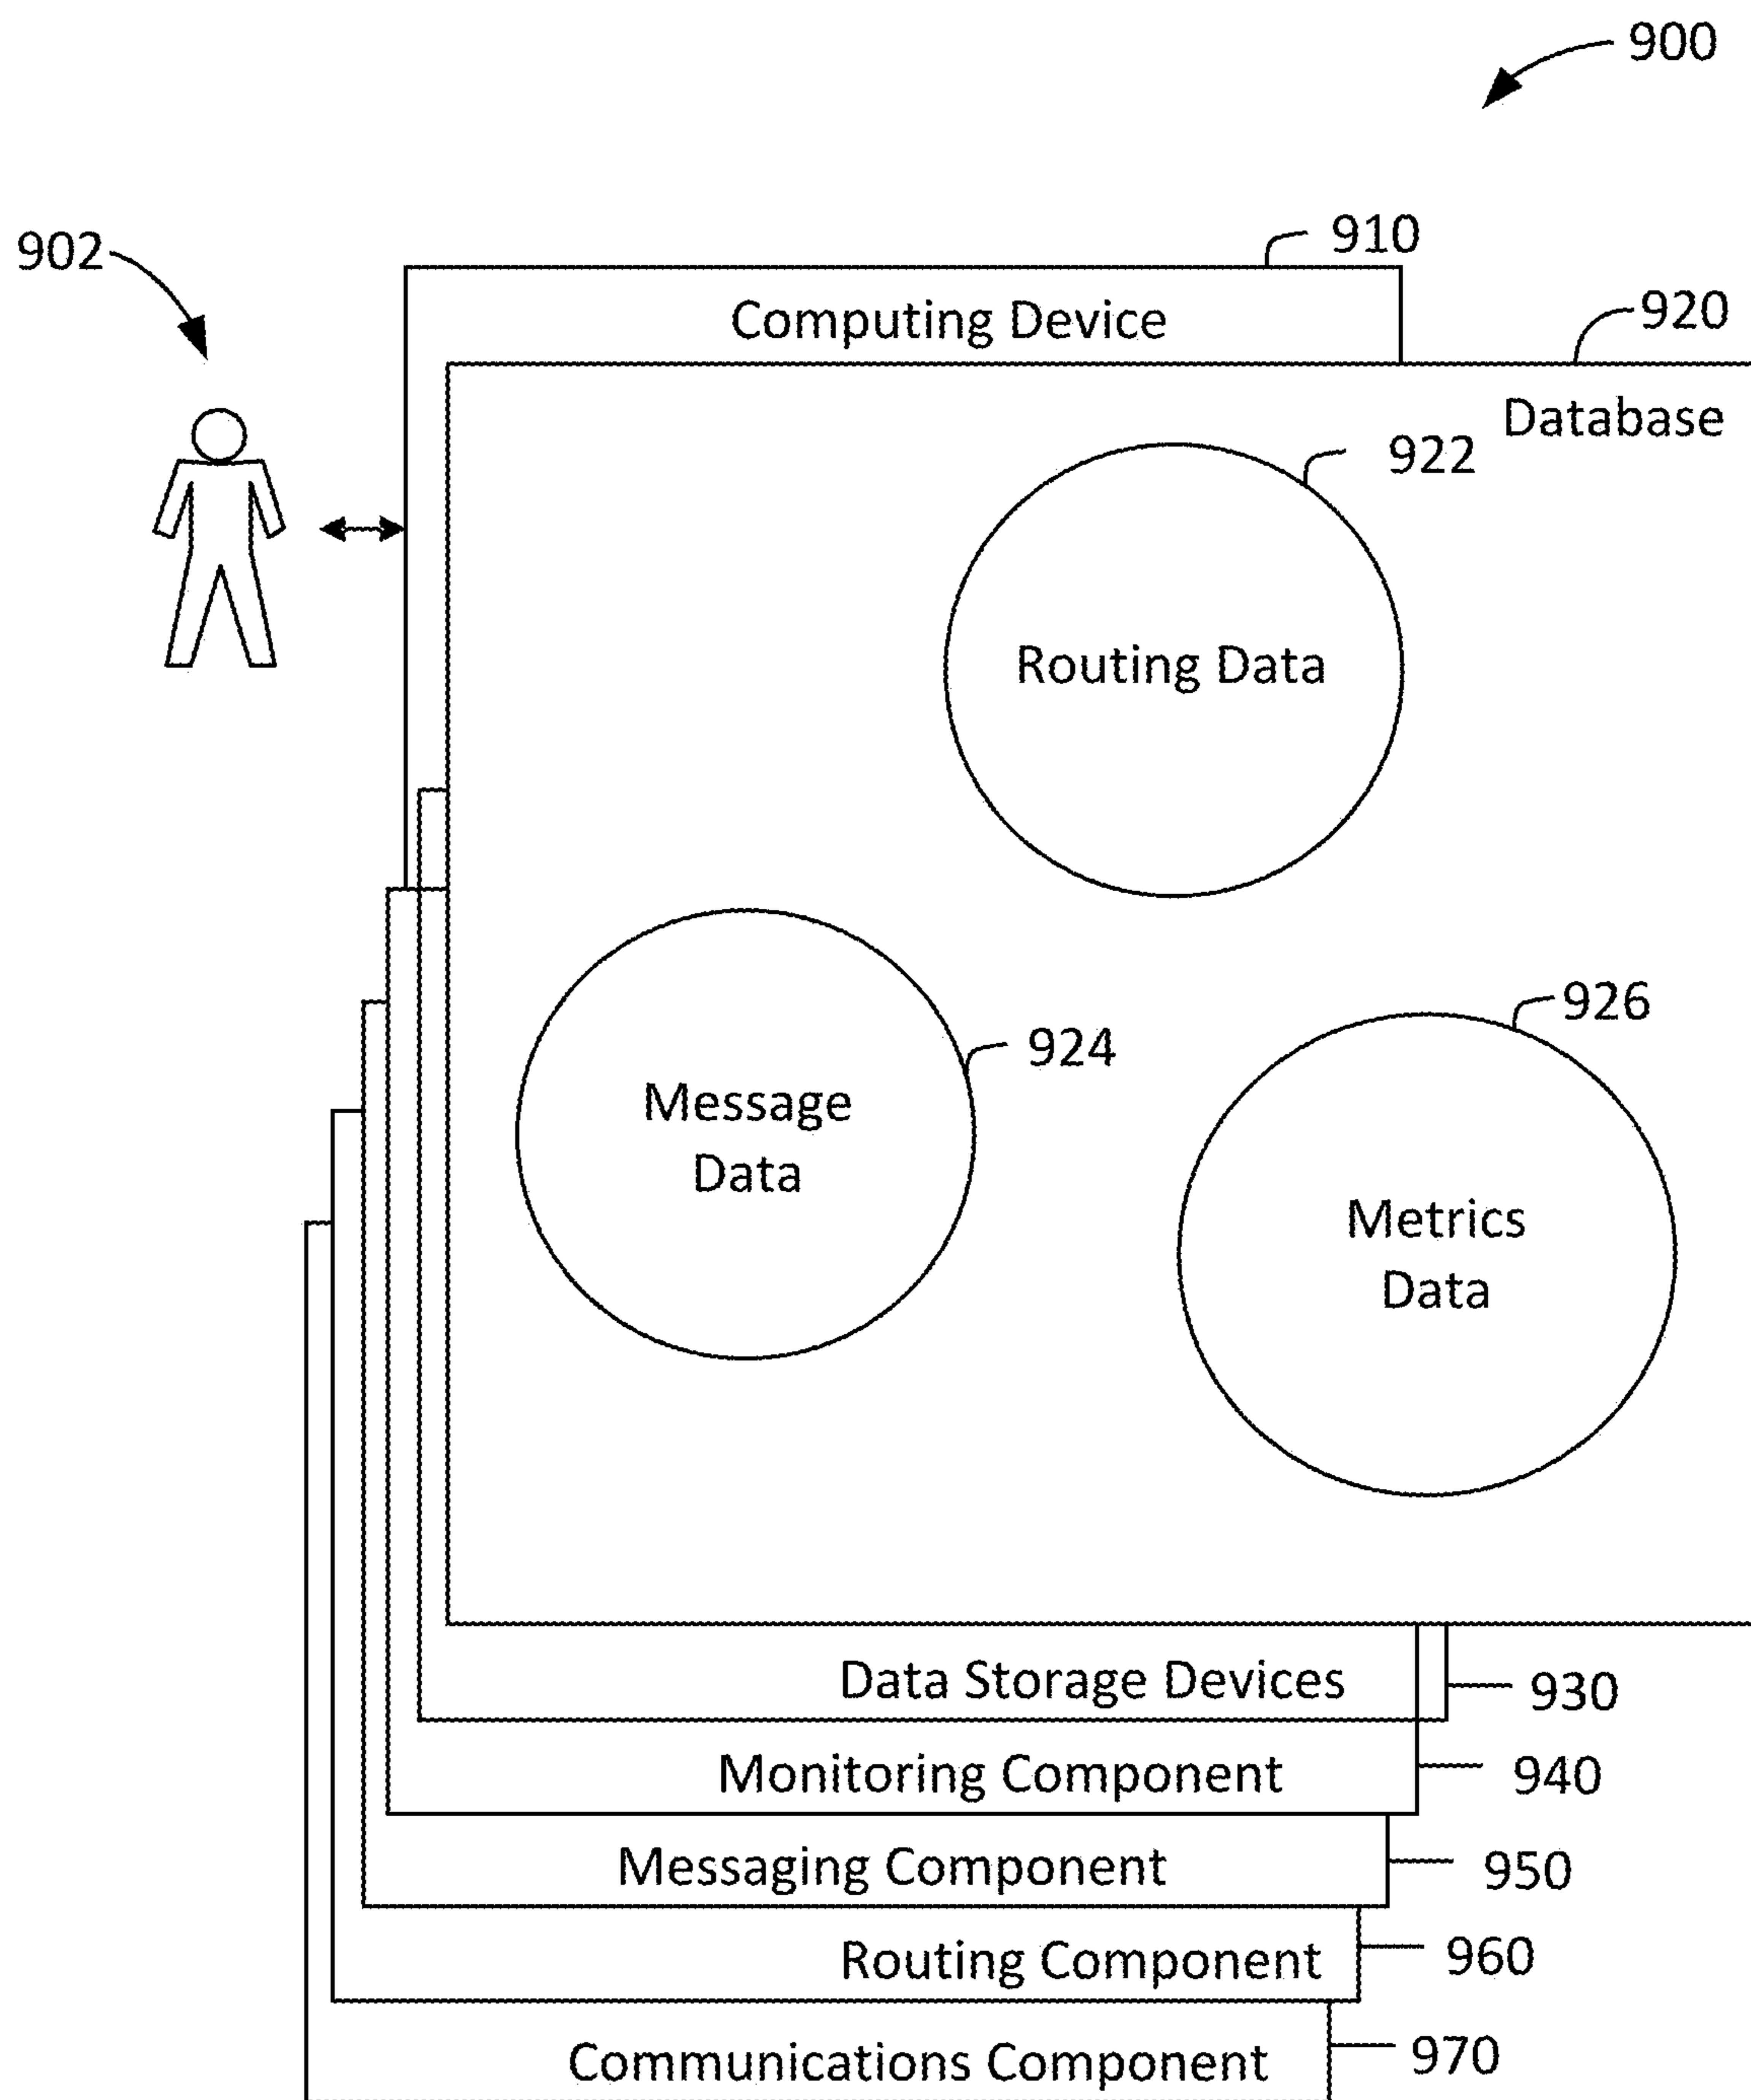 900
902
910
Computing Device
920
Database
922
Routing Data
926
924
Message
Data
Metrics
Data
Data Storage Devices
930
Monitoring Component
940
Messaging Component
950
Routing Component
960
Communications Component
970